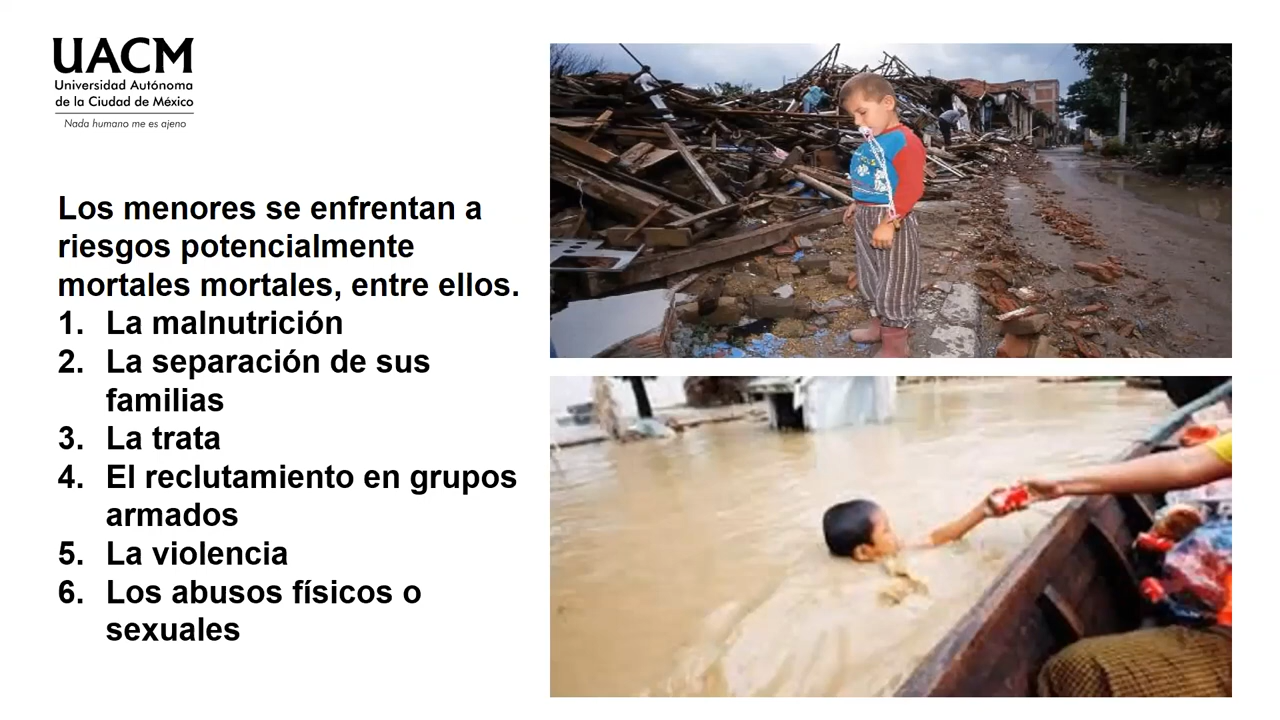 UACM
Universidad Autónoma
de la Ciudad de México
Nada humano me es ajeno
Los menores se enfrentan a
riesgos potencialmente
mortales mortales, entre ellos.
1. La malnutrición
2. La separación de sus
familias
3. La trata
4. El reclutamiento en grupos
armados
5. La violencia
6. Los abusos físicos o
sexuales